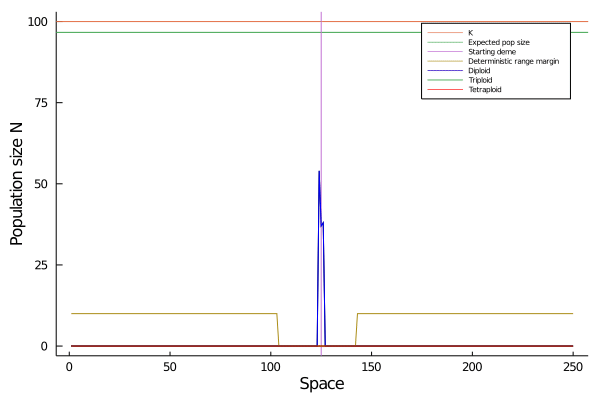 100
75
50
25
0
Population size N
K
Expected pop size
Starting deme
Deterministic range margin
Diploid
Triploid
Tetraploid
0 50 100 150 200 250
Space